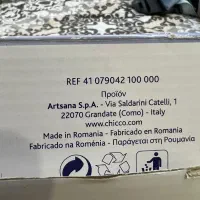 REF 41 079042 100 000
Προϊόν
Artsana S.p.A. - Via Saldarini Catelli, 1
22070 Grandate (Como) - Italy
www.chicco.com
Made in Romania - Fabricado en Romania
Fabricado na Roménia - Παράγεται στη Ρουμανία